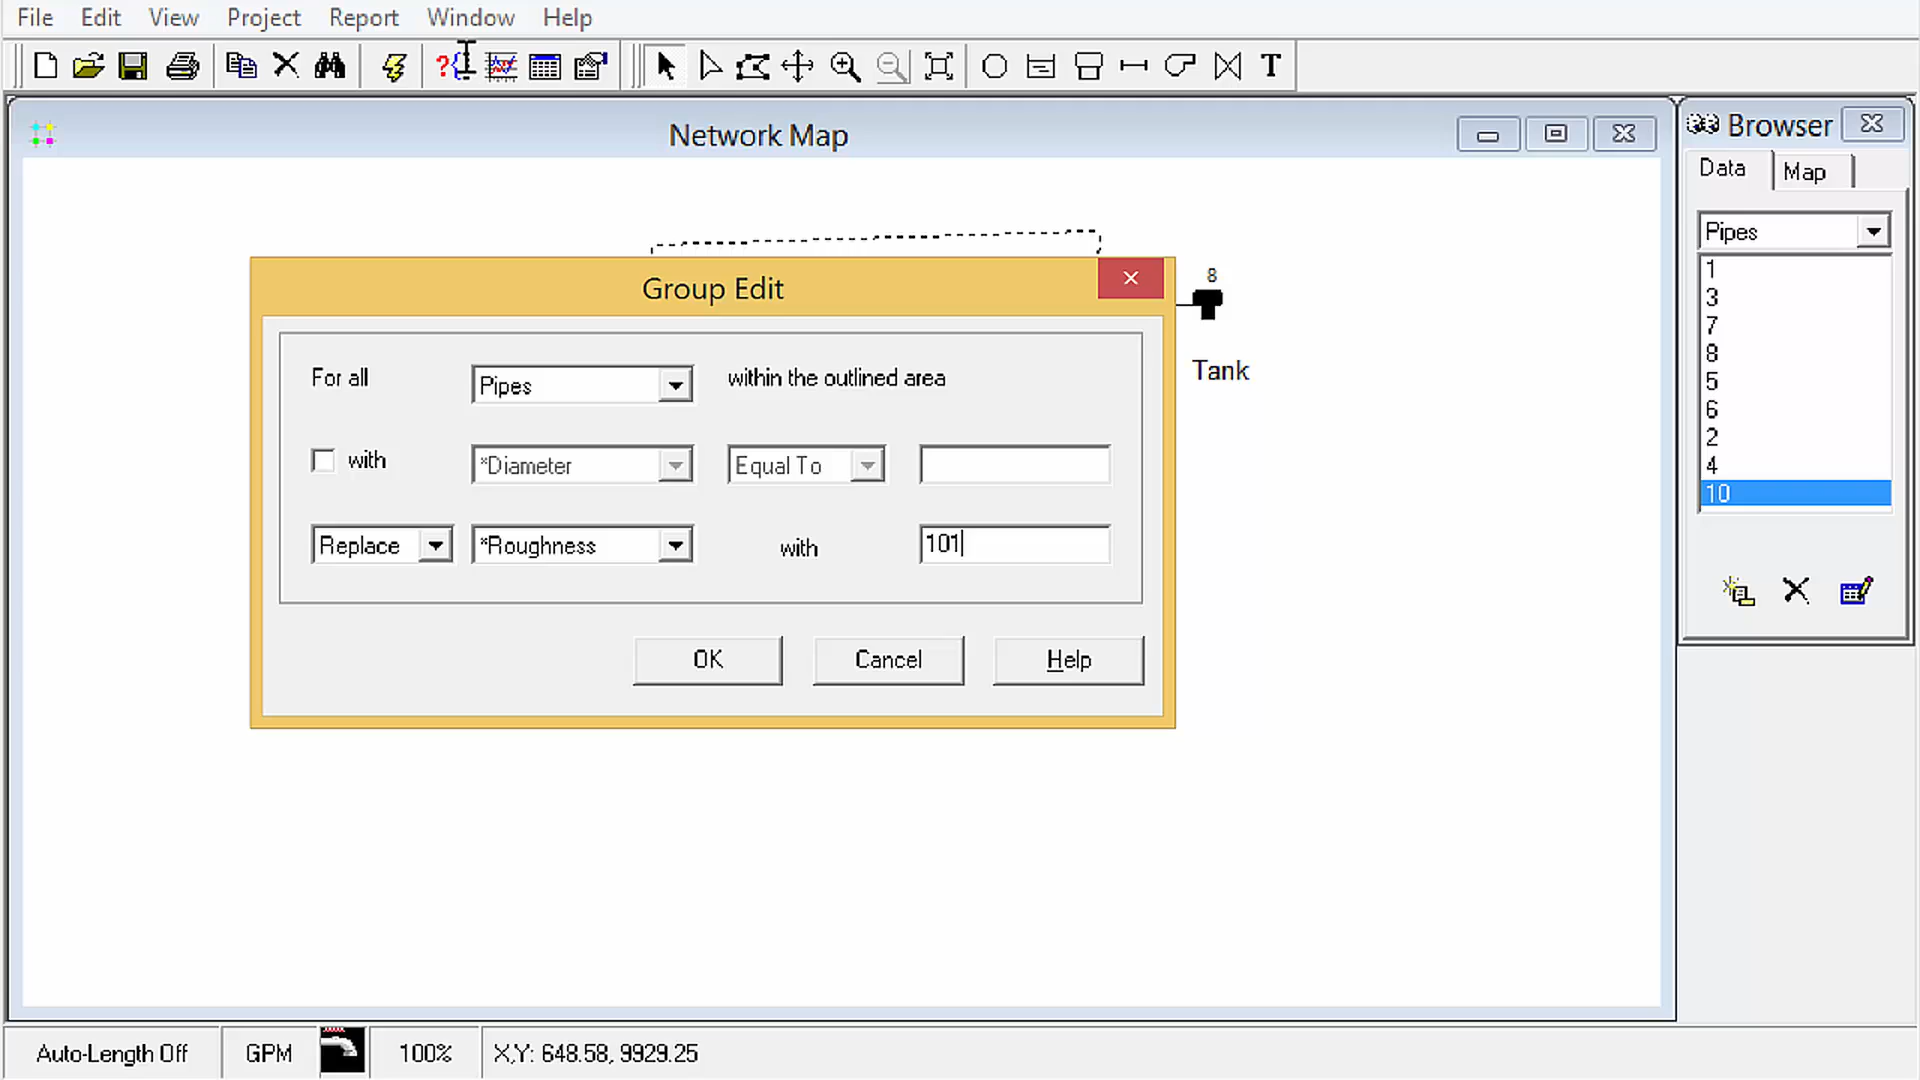 File Edit View Project Report Window Help
T
Network Map
Browser
Data Map
Pipes
1
3
7
8
5
6
2
4
10
8
Tank
Group Edit
For all Pipes within the outlined area
with *Diameter Equal To
Replace *Roughness with 101
OK Cancel Help
Auto-Length Off GPM 100% X,Y: 648.58, 9929.25